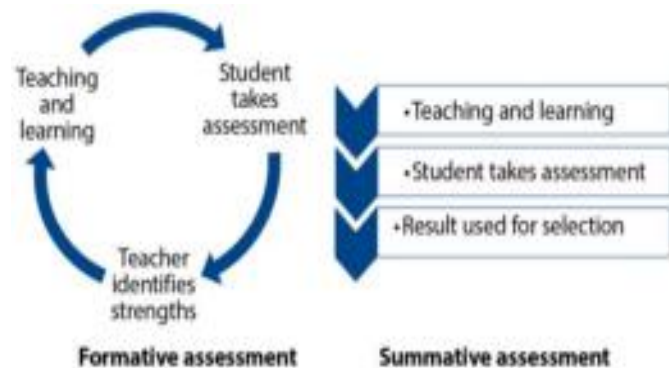 Teaching
and
learning
Student
takes
assessment
Teacher
identifies
strengths
Formative assessment
•Teaching and learning
•Student takes assessment
•Result used for selection
Summative assessment